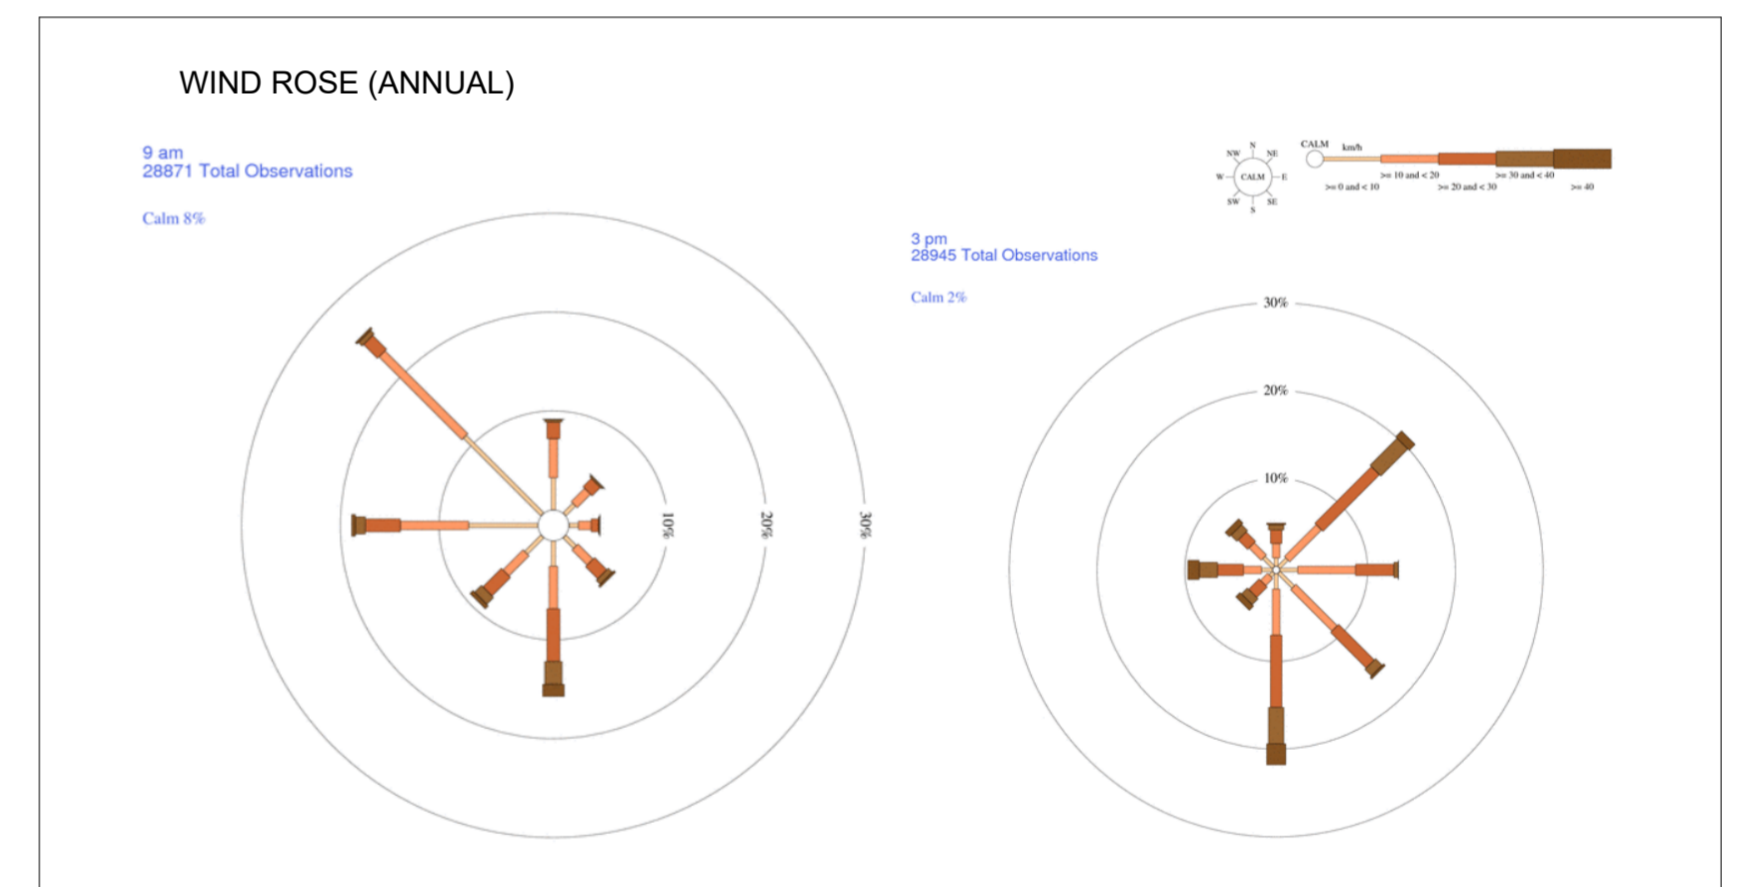 WIND ROSE (ANNUAL)
9 am
28871 Total Observations
Calm 8%
N
NW NE
W CALM E
SW SE
S
CALM km/h
>= 10 and < 20 >= 30 and < 40
>= 0 and < 10 >= 20 and < 30 >= 40
3 pm
28945 Total Observations
Calm 2%
30%
20%
10%
10% 20% 30%